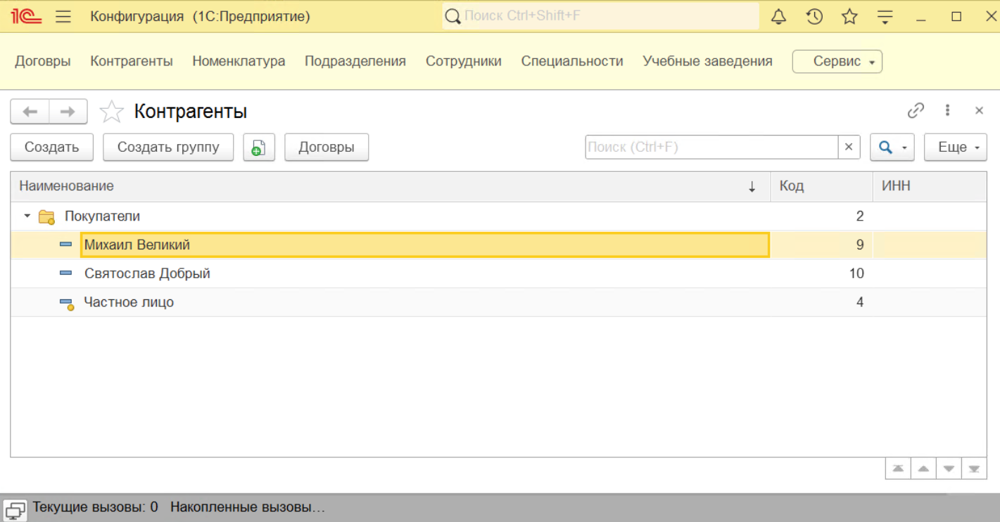 1С Конфигурация (1С:Предприятие) Поиск Ctrl+Shift+F
Договры Контрагенты Номенклатура Подразделения Сотрудники Специальности Учебные заведения Сервис
Контрагенты
Создать Создать группу Договры Поиск (Ctrl+F) × Еще
Наименование ↓ Код ИНН
Покупатели 2
Михаил Великий 9
Святослав Добрый 10
Частное лицо 4
Текущие вызовы: 0 Накопленные вызовы...